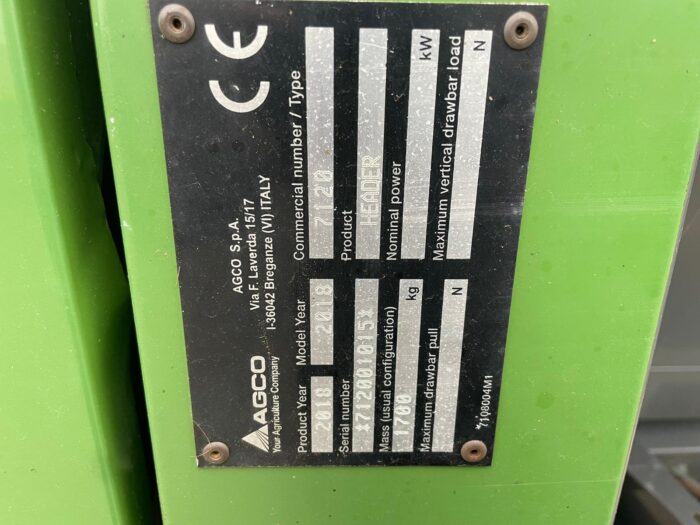 AGCO
Your Agriculture Company
AGCO S.p.A.
Via F. Laverda 15/17
I-36042 Breganze (VI) ITALY
CE
Product Year
2018
Model Year
2018
Commercial number / Type
7120
Serial number
*712001015*
Product
HEADER
Mass (usual configuration)
1700 kg
Nominal power
kW
Maximum drawbar pull
N
Maximum vertical drawbar load
N
7108004M1